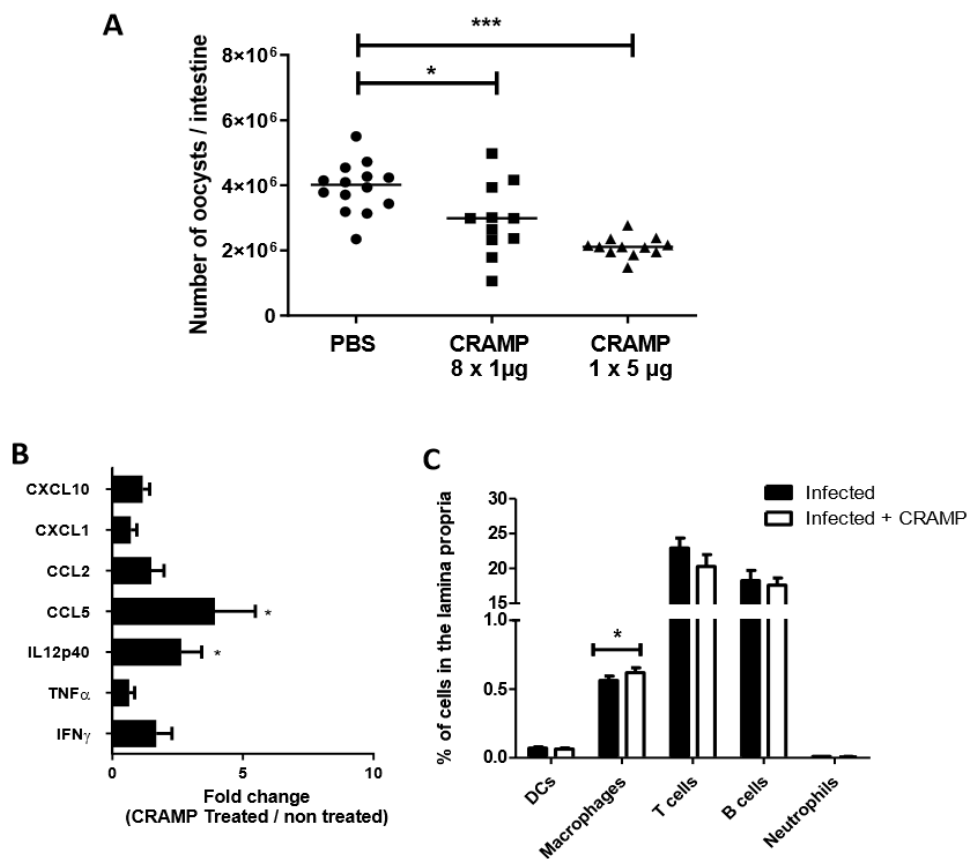 A
***
*
8×10⁶
6×10⁶
4×10⁶
2×10⁶
0
Number of oocysts / intestine
PBS
CRAMP
8 x 1µg
CRAMP
1 x 5 µg
B
CXCL10
CXCL1
CCL2
CCL5
*
IL12p40
*
TNFα
IFNγ
0
5
10
Fold change
(CRAMP Treated / non treated)
C
Infected
Infected + CRAMP
% of cells in the lamina propria
30
25
20
15
1.0
0.5
0.0
*
DCs
Macrophages
T cells
B cells
Neutrophils